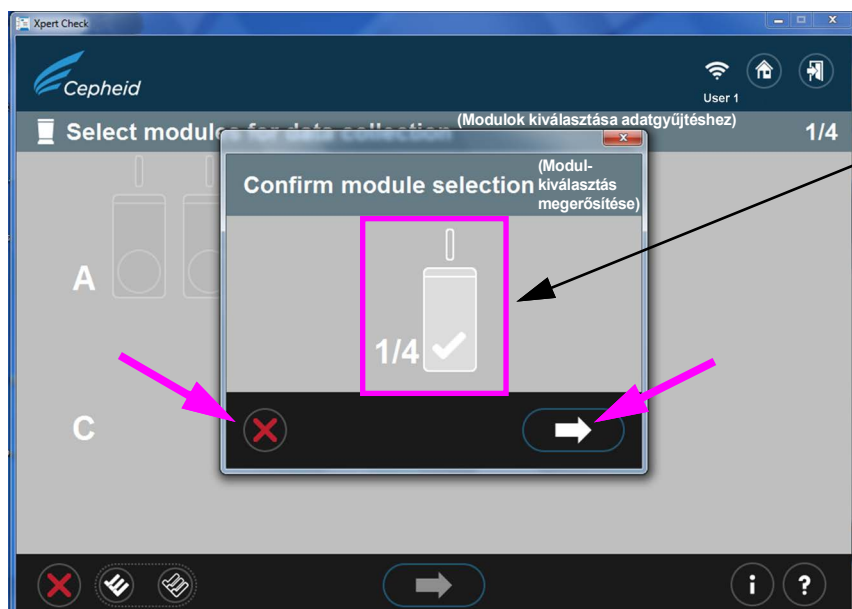 Xpert Check
Cepheid
User 1
Select modules for data collection
(Modulok kiválasztása adatgyűjtéshez)
1/4
Confirm module selection
(Modul-
kiválasztás
megerősítése)
A
1/4
C
i
?